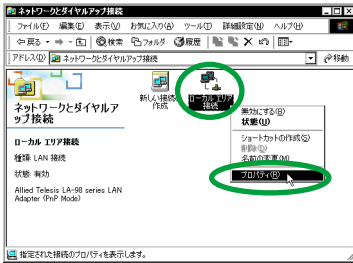 ネットワークとダイヤルアップ接続
ファイル(F) 編集(E) 表示(V) お気に入り(A) ツール(T) 詳細設定(N) ヘルプ(H)
戻る 検索 フォルダ 履歴
アドレス(D) ネットワークとダイヤルアップ接続 移動
ネットワークとダイヤルア
ップ接続
ローカル エリア接続
種類: LAN 接続
状態: 有効
Allied Telesis LA-98 series LAN
Adapter (PnP Mode)
新しい接続の
作成
ローカル エリア
接続
無効にする(B)
状態(U)
ショートカットの作成(S)
削除(D)
名前の変更(M)
プロパティ(R)
指定された接続のプロパティを表示します。